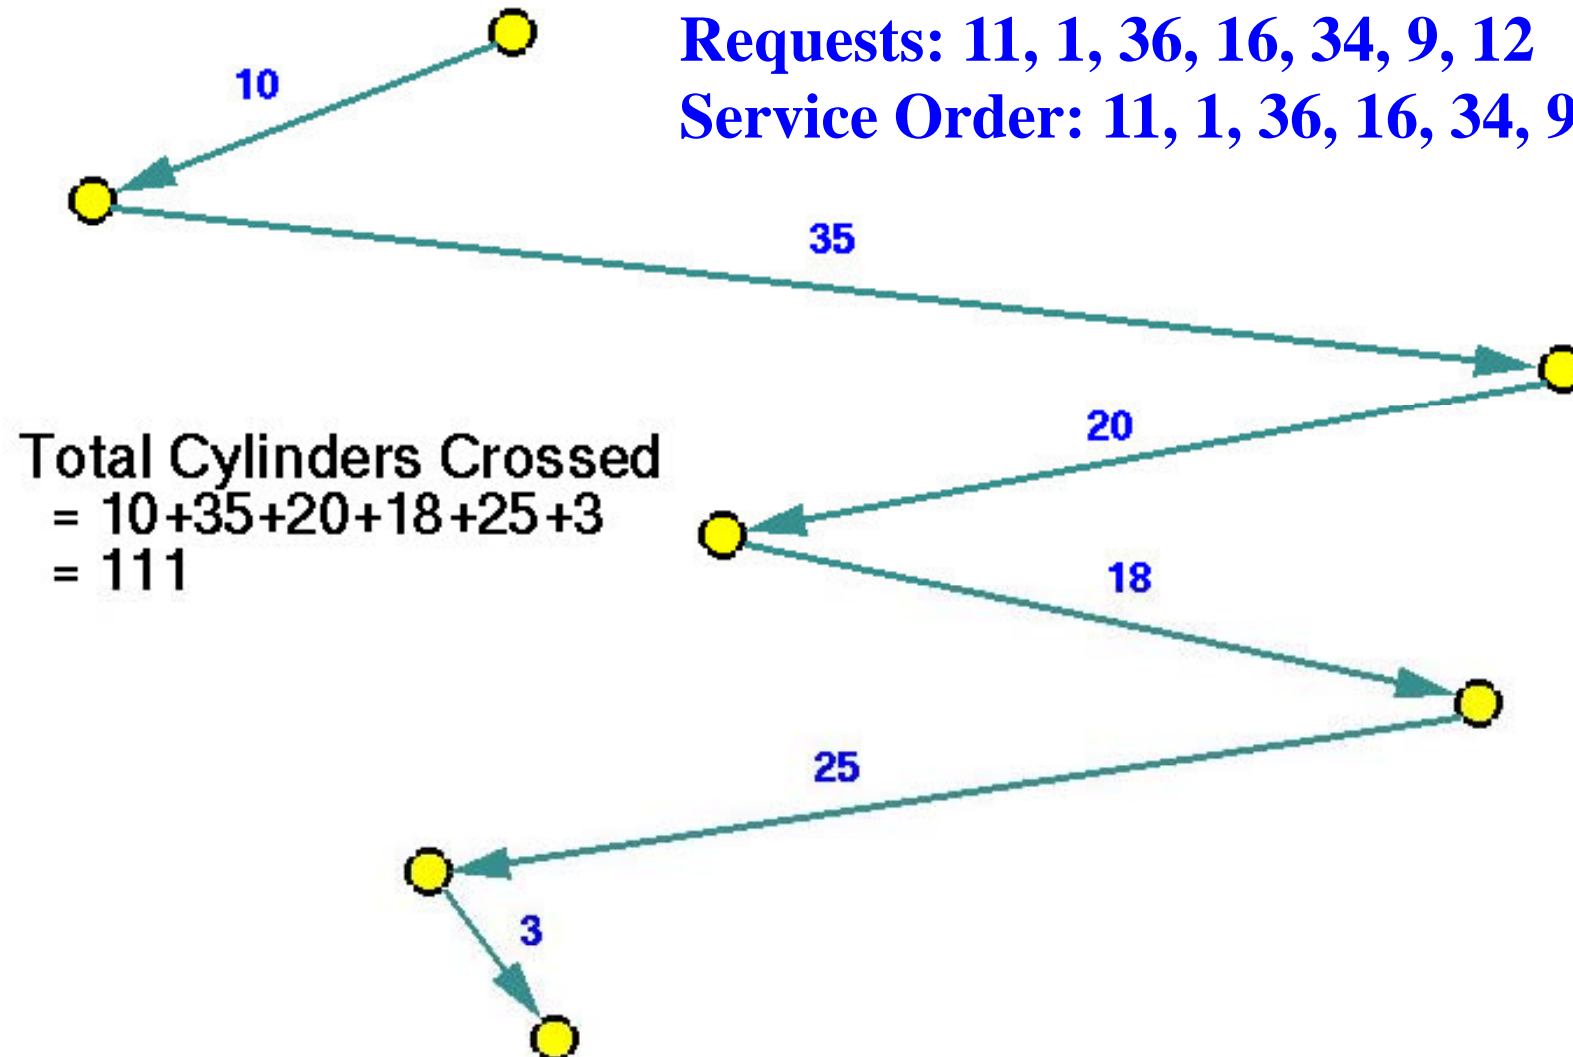 Requests: 11, 1, 36, 16, 34, 9, 12
Service Order: 11, 1, 36, 16, 34, 9
10
35
20
Total Cylinders Crossed
= 10+35+20+18+25+3
= 111
18
25
3